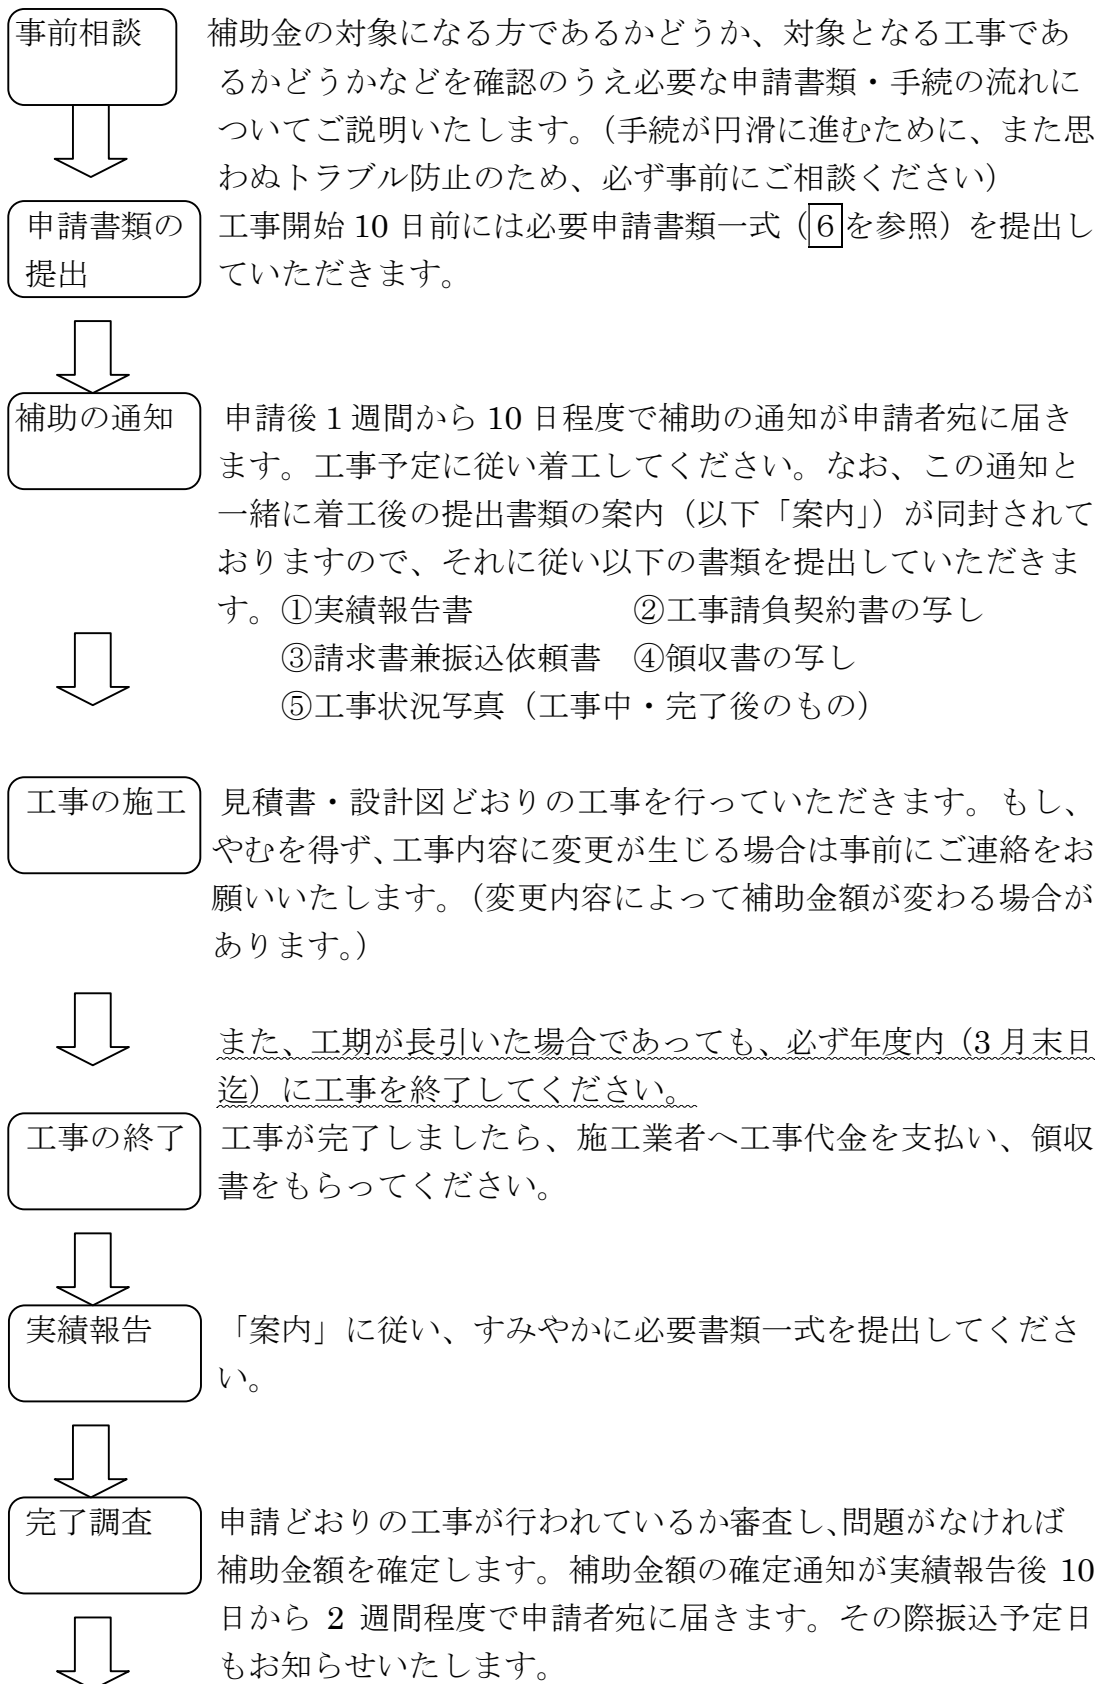 事前相談
補助金の対象になる方であるかどうか、対象となる工事であ
るかどうかなどを確認のうえ必要な申請書類・手続の流れに
ついてご説明いたします。（手続が円滑に進むために、また思
わぬトラブル防止のため、必ず事前にご相談ください）
申請書類の
提出
工事開始 10 日前には必要申請書類一式（6を参照）を提出し
ていただきます。
補助の通知
申請後 1 週間から 10 日程度で補助の通知が申請者宛に届き
ます。工事予定に従い着工してください。なお、この通知と
一緒に着工後の提出書類の案内（以下「案内」）が同封されて
おりますので、それに従い以下の書類を提出していただきま
す。①実績報告書　②工事請負契約書の写し
③請求書兼振込依頼書　④領収書の写し
⑤工事状況写真（工事中・完了後のもの）
工事の施工
見積書・設計図どおりの工事を行っていただきます。もし、
やむを得ず、工事内容に変更が生じる場合は事前にご連絡をお
願いいたします。（変更内容によって補助金額が変わる場合が
あります。）
また、工期が長引いた場合であっても、必ず年度内（3 月末日
迄）に工事を終了してください。
工事の終了
工事が完了しましたら、施工業者へ工事代金を支払い、領収
書をもらってください。
実績報告
「案内」に従い、すみやかに必要書類一式を提出してくださ
い。
完了調査
申請どおりの工事が行われているか審査し、問題がなければ
補助金額を確定します。補助金額の確定通知が実績報告後 10
日から 2 週間程度で申請者宛に届きます。その際振込予定日
もお知らせいたします。